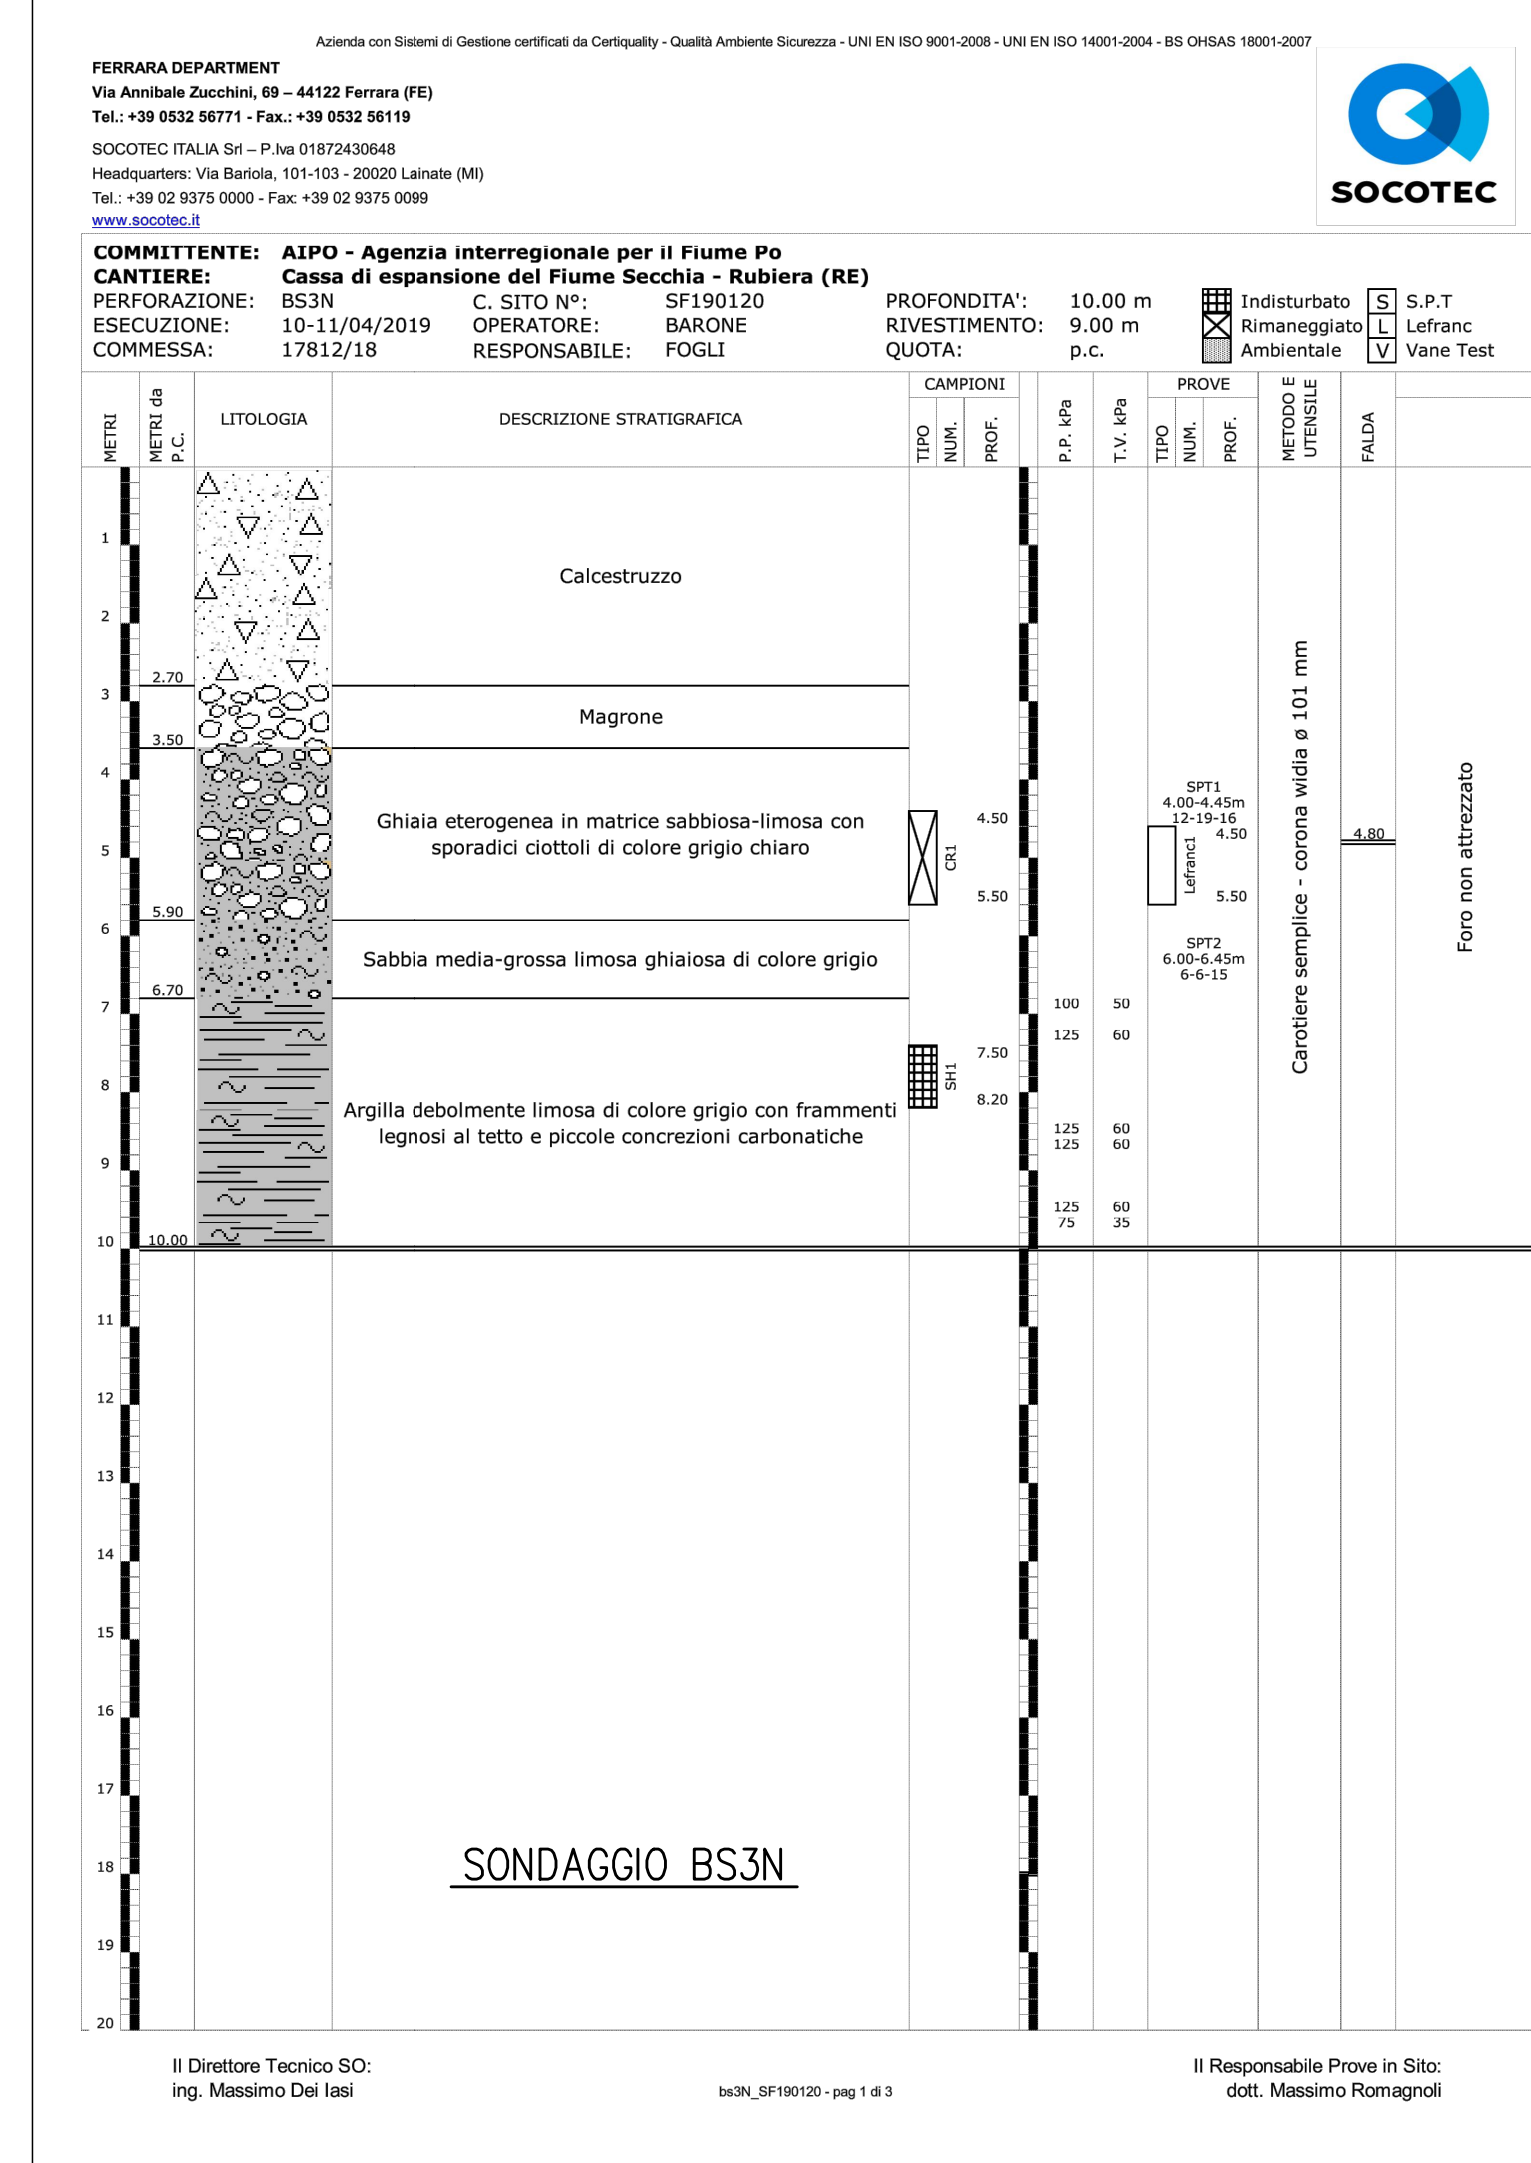 Azienda con Sistemi di Gestione certificati da Certiquality - Qualità Ambiente Sicurezza - UNI EN ISO 9001-2008 - UNI EN ISO 14001-2004 - BS OHSAS 18001-2007
FERRARA DEPARTMENT
Via Annibale Zucchini, 69 – 44122 Ferrara (FE)
Tel.: +39 0532 56771 - Fax.: +39 0532 56119
SOCOTEC ITALIA Srl – P.Iva 01872430648
Headquarters: Via Bariola, 101-103 - 20020 Lainate (MI)
Tel.: +39 02 9375 0000 - Fax: +39 02 9375 0099
www.socotec.it
SOCOTEC
COMMITTENTE: AIPO - Agenzia interregionale per il Fiume Po
CANTIERE: Cassa di espansione del Fiume Secchia - Rubiera (RE)
PERFORAZIONE: BS3N C. SITO N°: SF190120 PROFONDITA': 10.00 m Indisturbato S S.P.T
ESECUZIONE: 10-11/04/2019 OPERATORE: BARONE RIVESTIMENTO: 9.00 m Rimaneggiato L Lefranc
COMMESSA: 17812/18 RESPONSABILE: FOGLI QUOTA: p.c. Ambientale V Vane Test
METRI
METRI da P.C.
LITOLOGIA
DESCRIZIONE STRATIGRAFICA
CAMPIONI
TIPO
NUM.
PROF.
P.P. kPa
T.V. kPa
PROVE
TIPO
NUM.
PROF.
METODO E UTENSILE
FALDA
1
Calcestruzzo
2
2.70
3
Magrone
3.50
4
SPT1
4.00-4.45m
12-19-16
Ghiaia eterogenea in matrice sabbiosa-limosa con
sporadici ciottoli di colore grigio chiaro
4.50
CR1
5.50
4.50
Lefranc1
5.50
4.80
5
5.90
6
Sabbia media-grossa limosa ghiaiosa di colore grigio
SPT2
6.00-6.45m
6-6-15
6.70
7
100 50
125 60
7.50
SH1
8.20
8
Argilla debolmente limosa di colore grigio con frammenti
legnosi al tetto e piccole concrezioni carbonatiche
125 60
125 60
9
125 60
75 35
10
10.00
Carotiere semplice - corona widia ø 101 mm
Foro non attrezzato
11
12
13
14
15
16
17
18
SONDAGGIO BS3N
19
20
Il Direttore Tecnico SO:
ing. Massimo Dei Iasi
bs3N_SF190120 - pag 1 di 3
Il Responsabile Prove in Sito:
dott. Massimo Romagnoli